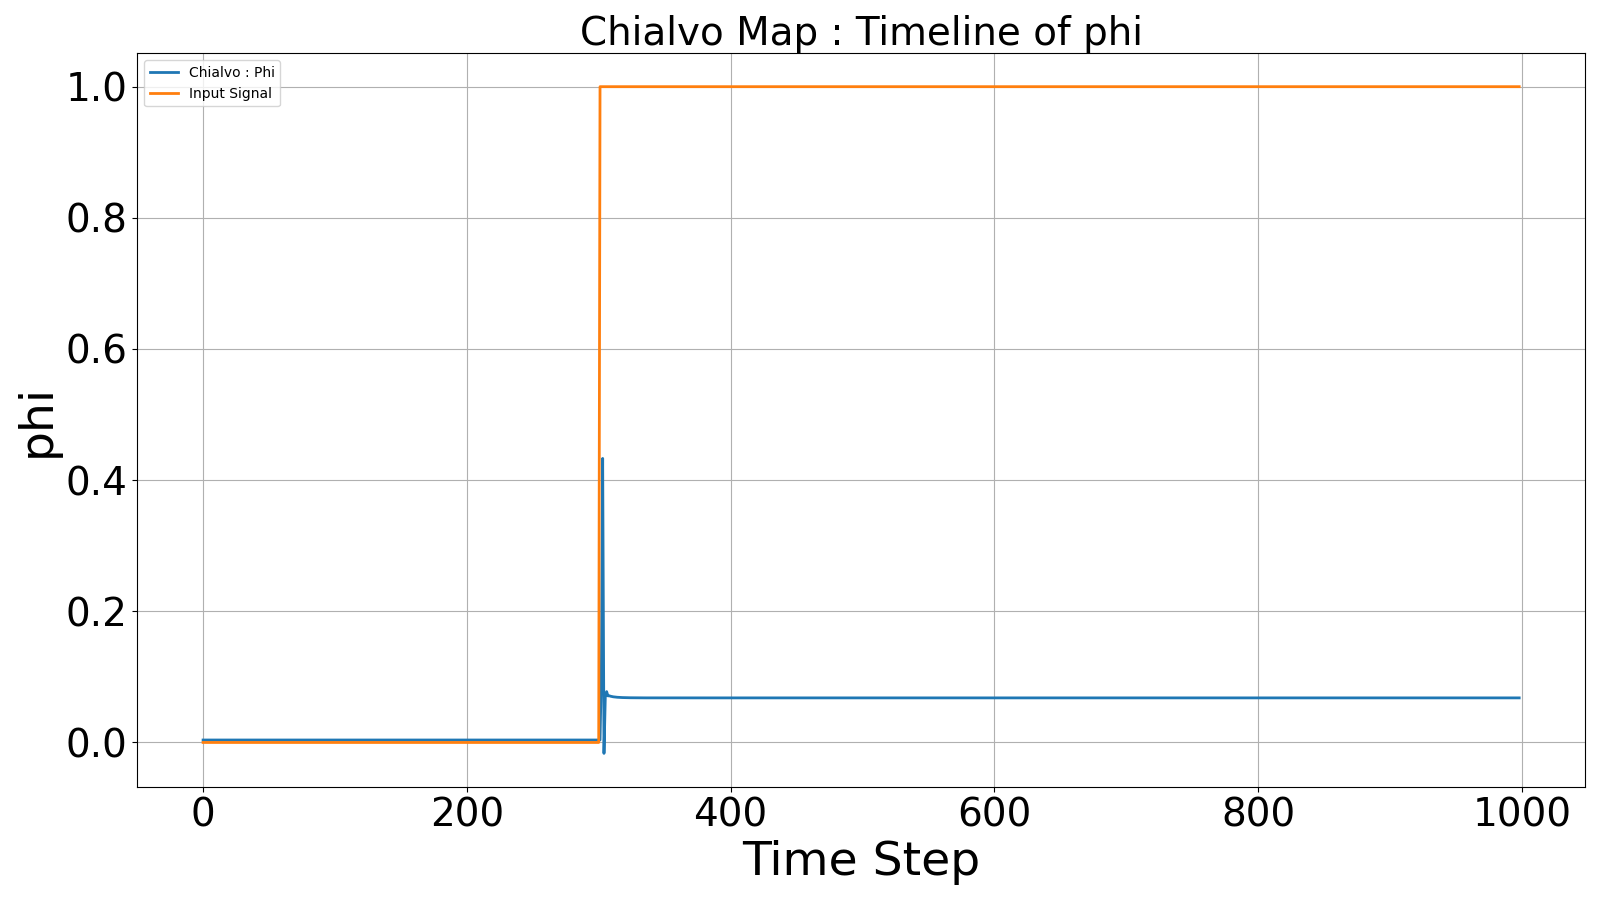 Chialvo Map : Timeline of phi
Chialvo : Phi
Input Signal
1.0
0.8
0.6
0.4
0.2
0.0
phi
0 200 400 600 800 1000
Time Step